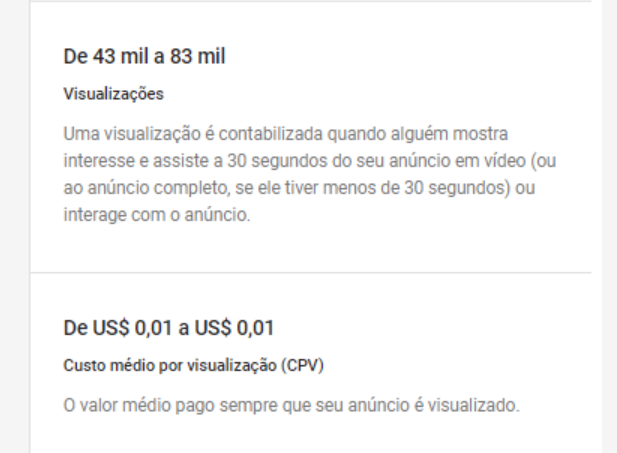 De 43 mil a 83 mil
Visualizações
Uma visualização é contabilizada quando alguém mostra
interesse e assiste a 30 segundos do seu anúncio em vídeo (ou
ao anúncio completo, se ele tiver menos de 30 segundos) ou
interage com o anúncio.
De US$ 0,01 a US$ 0,01
Custo médio por visualização (CPV)
O valor médio pago sempre que seu anúncio é visualizado.